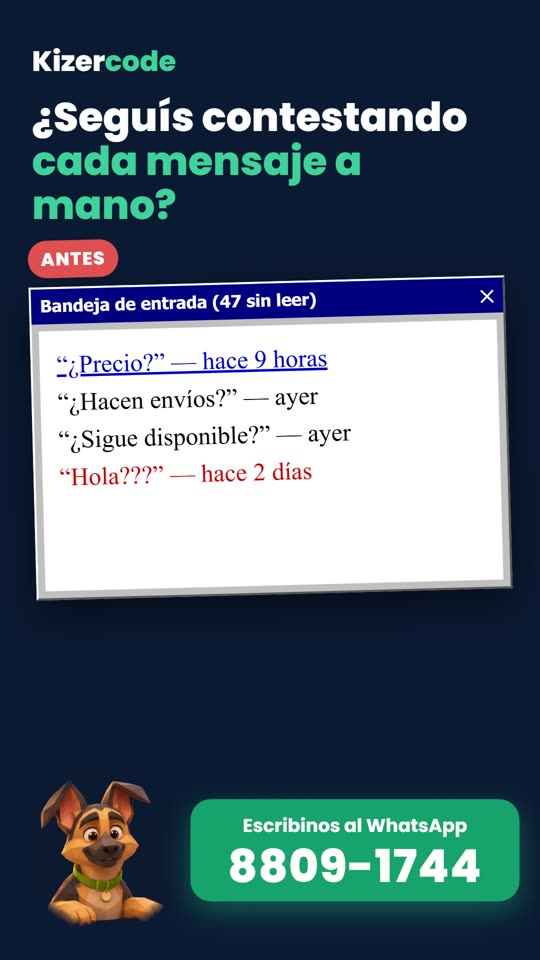 Kizercode
¿Seguís contestando
cada mensaje a
mano?
ANTES
Bandeja de entrada (47 sin leer)
“¿Precio?” — hace 9 horas
“¿Hacen envíos?” — ayer
“¿Sigue disponible?” — ayer
“Hola???” — hace 2 días
Escribinos al WhatsApp
8809-1744